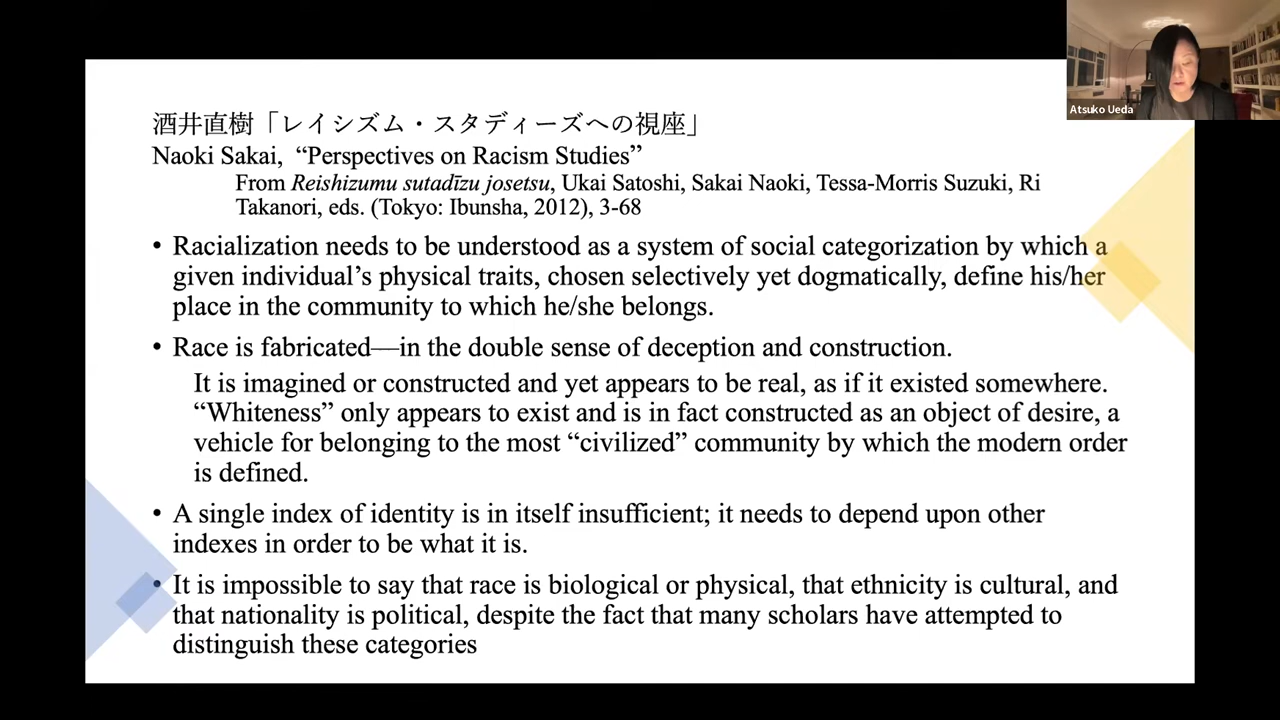 Atsuko Ueda
酒井直樹「レイシズム・スタディーズへの視座」
Naoki Sakai, “Perspectives on Racism Studies”
From Reishizumu sutadīzu josetsu, Ukai Satoshi, Sakai Naoki, Tessa-Morris Suzuki, Ri
Takanori, eds. (Tokyo: Ibunsha, 2012), 3-68
• Racialization needs to be understood as a system of social categorization by which a
given individual’s physical traits, chosen selectively yet dogmatically, define his/her
place in the community to which he/she belongs.
• Race is fabricated—in the double sense of deception and construction.
It is imagined or constructed and yet appears to be real, as if it existed somewhere.
“Whiteness” only appears to exist and is in fact constructed as an object of desire, a
vehicle for belonging to the most “civilized” community by which the modern order
is defined.
• A single index of identity is in itself insufficient; it needs to depend upon other
indexes in order to be what it is.
• It is impossible to say that race is biological or physical, that ethnicity is cultural, and
that nationality is political, despite the fact that many scholars have attempted to
distinguish these categories